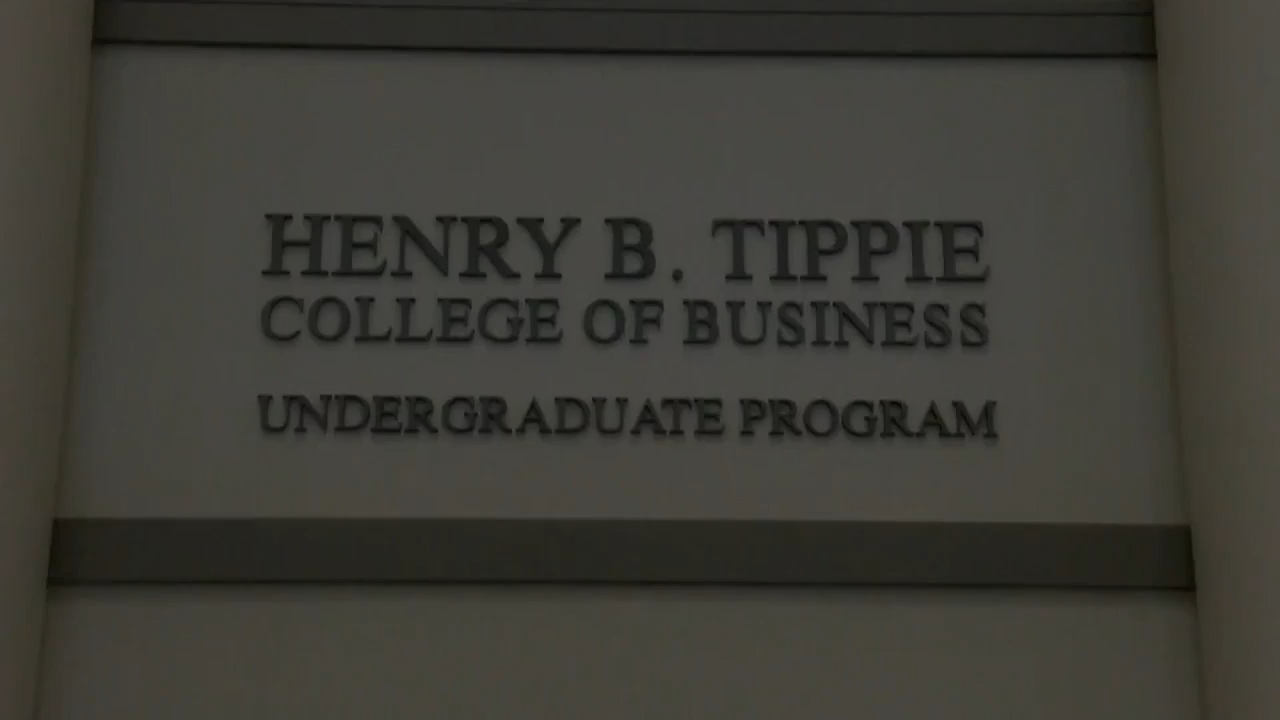 HENRY B. TIPPIE
COLLEGE OF BUSINESS
UNDERGRADUATE PROGRAM